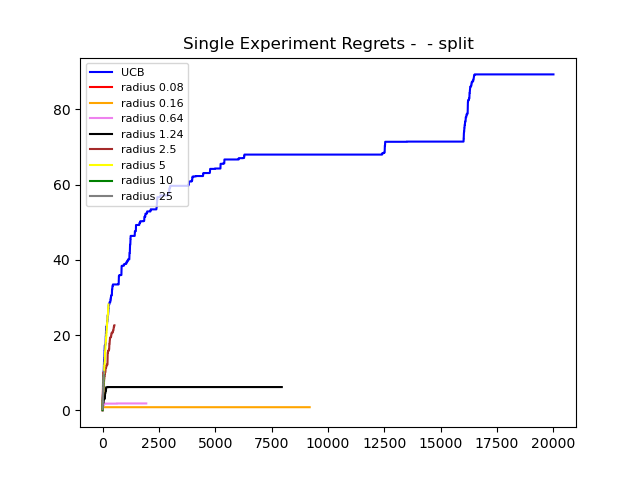 Single Experiment Regrets -  - split
UCB
radius 0.08
radius 0.16
radius 0.64
radius 1.24
radius 2.5
radius 5
radius 10
radius 25
80
60
40
20
0
0 2500 5000 7500 10000 12500 15000 17500 20000